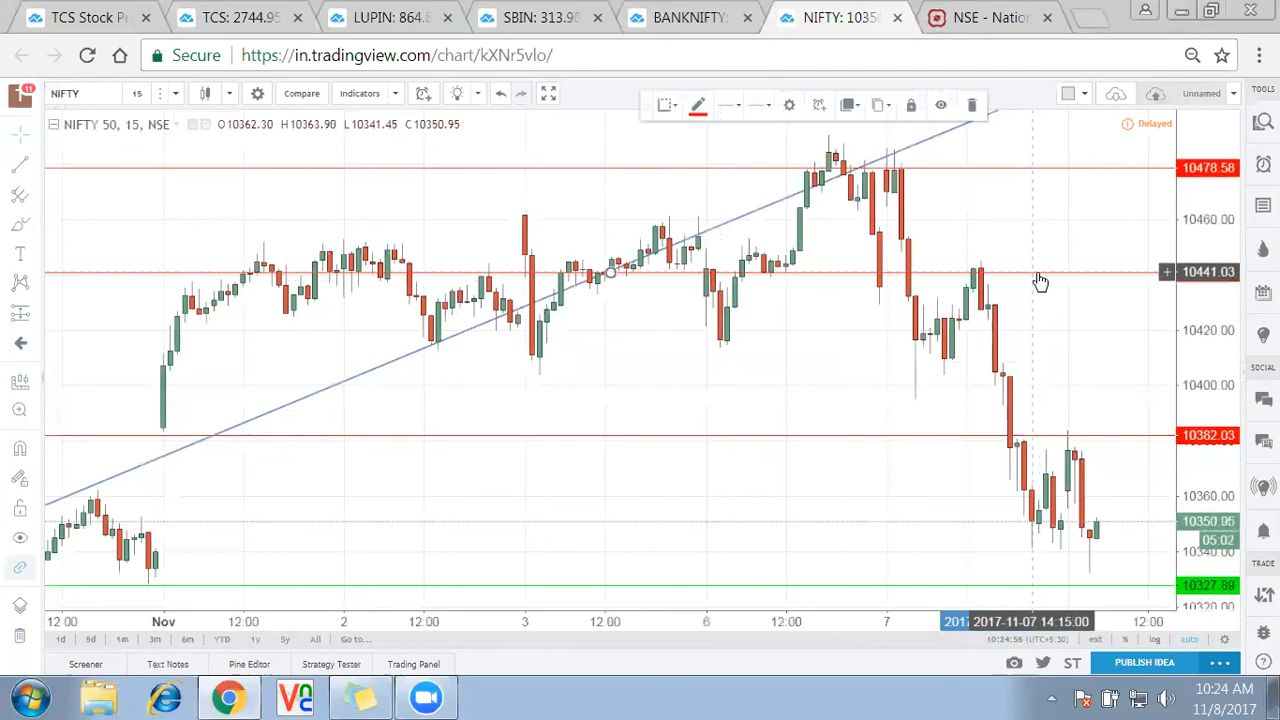 TCS Stock Pr
TCS: 2744.95
LUPIN: 864.8
SBIN: 313.95
BANKNIFTY:
NIFTY: 1035
NSE - Nation
Secure
https://in.tradingview.com/chart/kXNr5vlo/
11
NIFTY
15
Compare
Indicators
Unnamed
TOOLS
NIFTY 50, 15, NSE
O10362.30 H10363.90 L10341.45 C10350.95
Delayed
10478.58
10460.00
10441.03
10420.00
10400.00
10382.03
10360.00
10350.95
05:02
10340.00
10327.89
10320.00
SOCIAL
TRADE
12:00
Nov
12:00
2
12:00
3
12:00
6
12:00
7
2017
2017-11-07 14:15:00
12:00
1d
5d
1m
3m
6m
YTD
1y
5y
All
Go to...
10:24:56 (UTC+5:30)
ext
%
log
auto
Screener
Text Notes
Pine Editor
Strategy Tester
Trading Panel
ST
PUBLISH IDEA
10:24 AM
11/8/2017